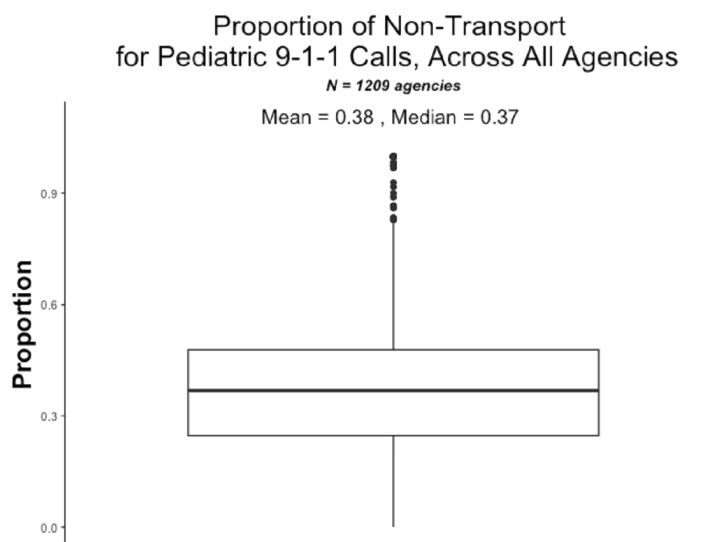 Proportion of Non-Transport
for Pediatric 9-1-1 Calls, Across All Agencies
N = 1209 agencies
Mean = 0.38 , Median = 0.37
Proportion
0.9
0.6
0.3
0.0